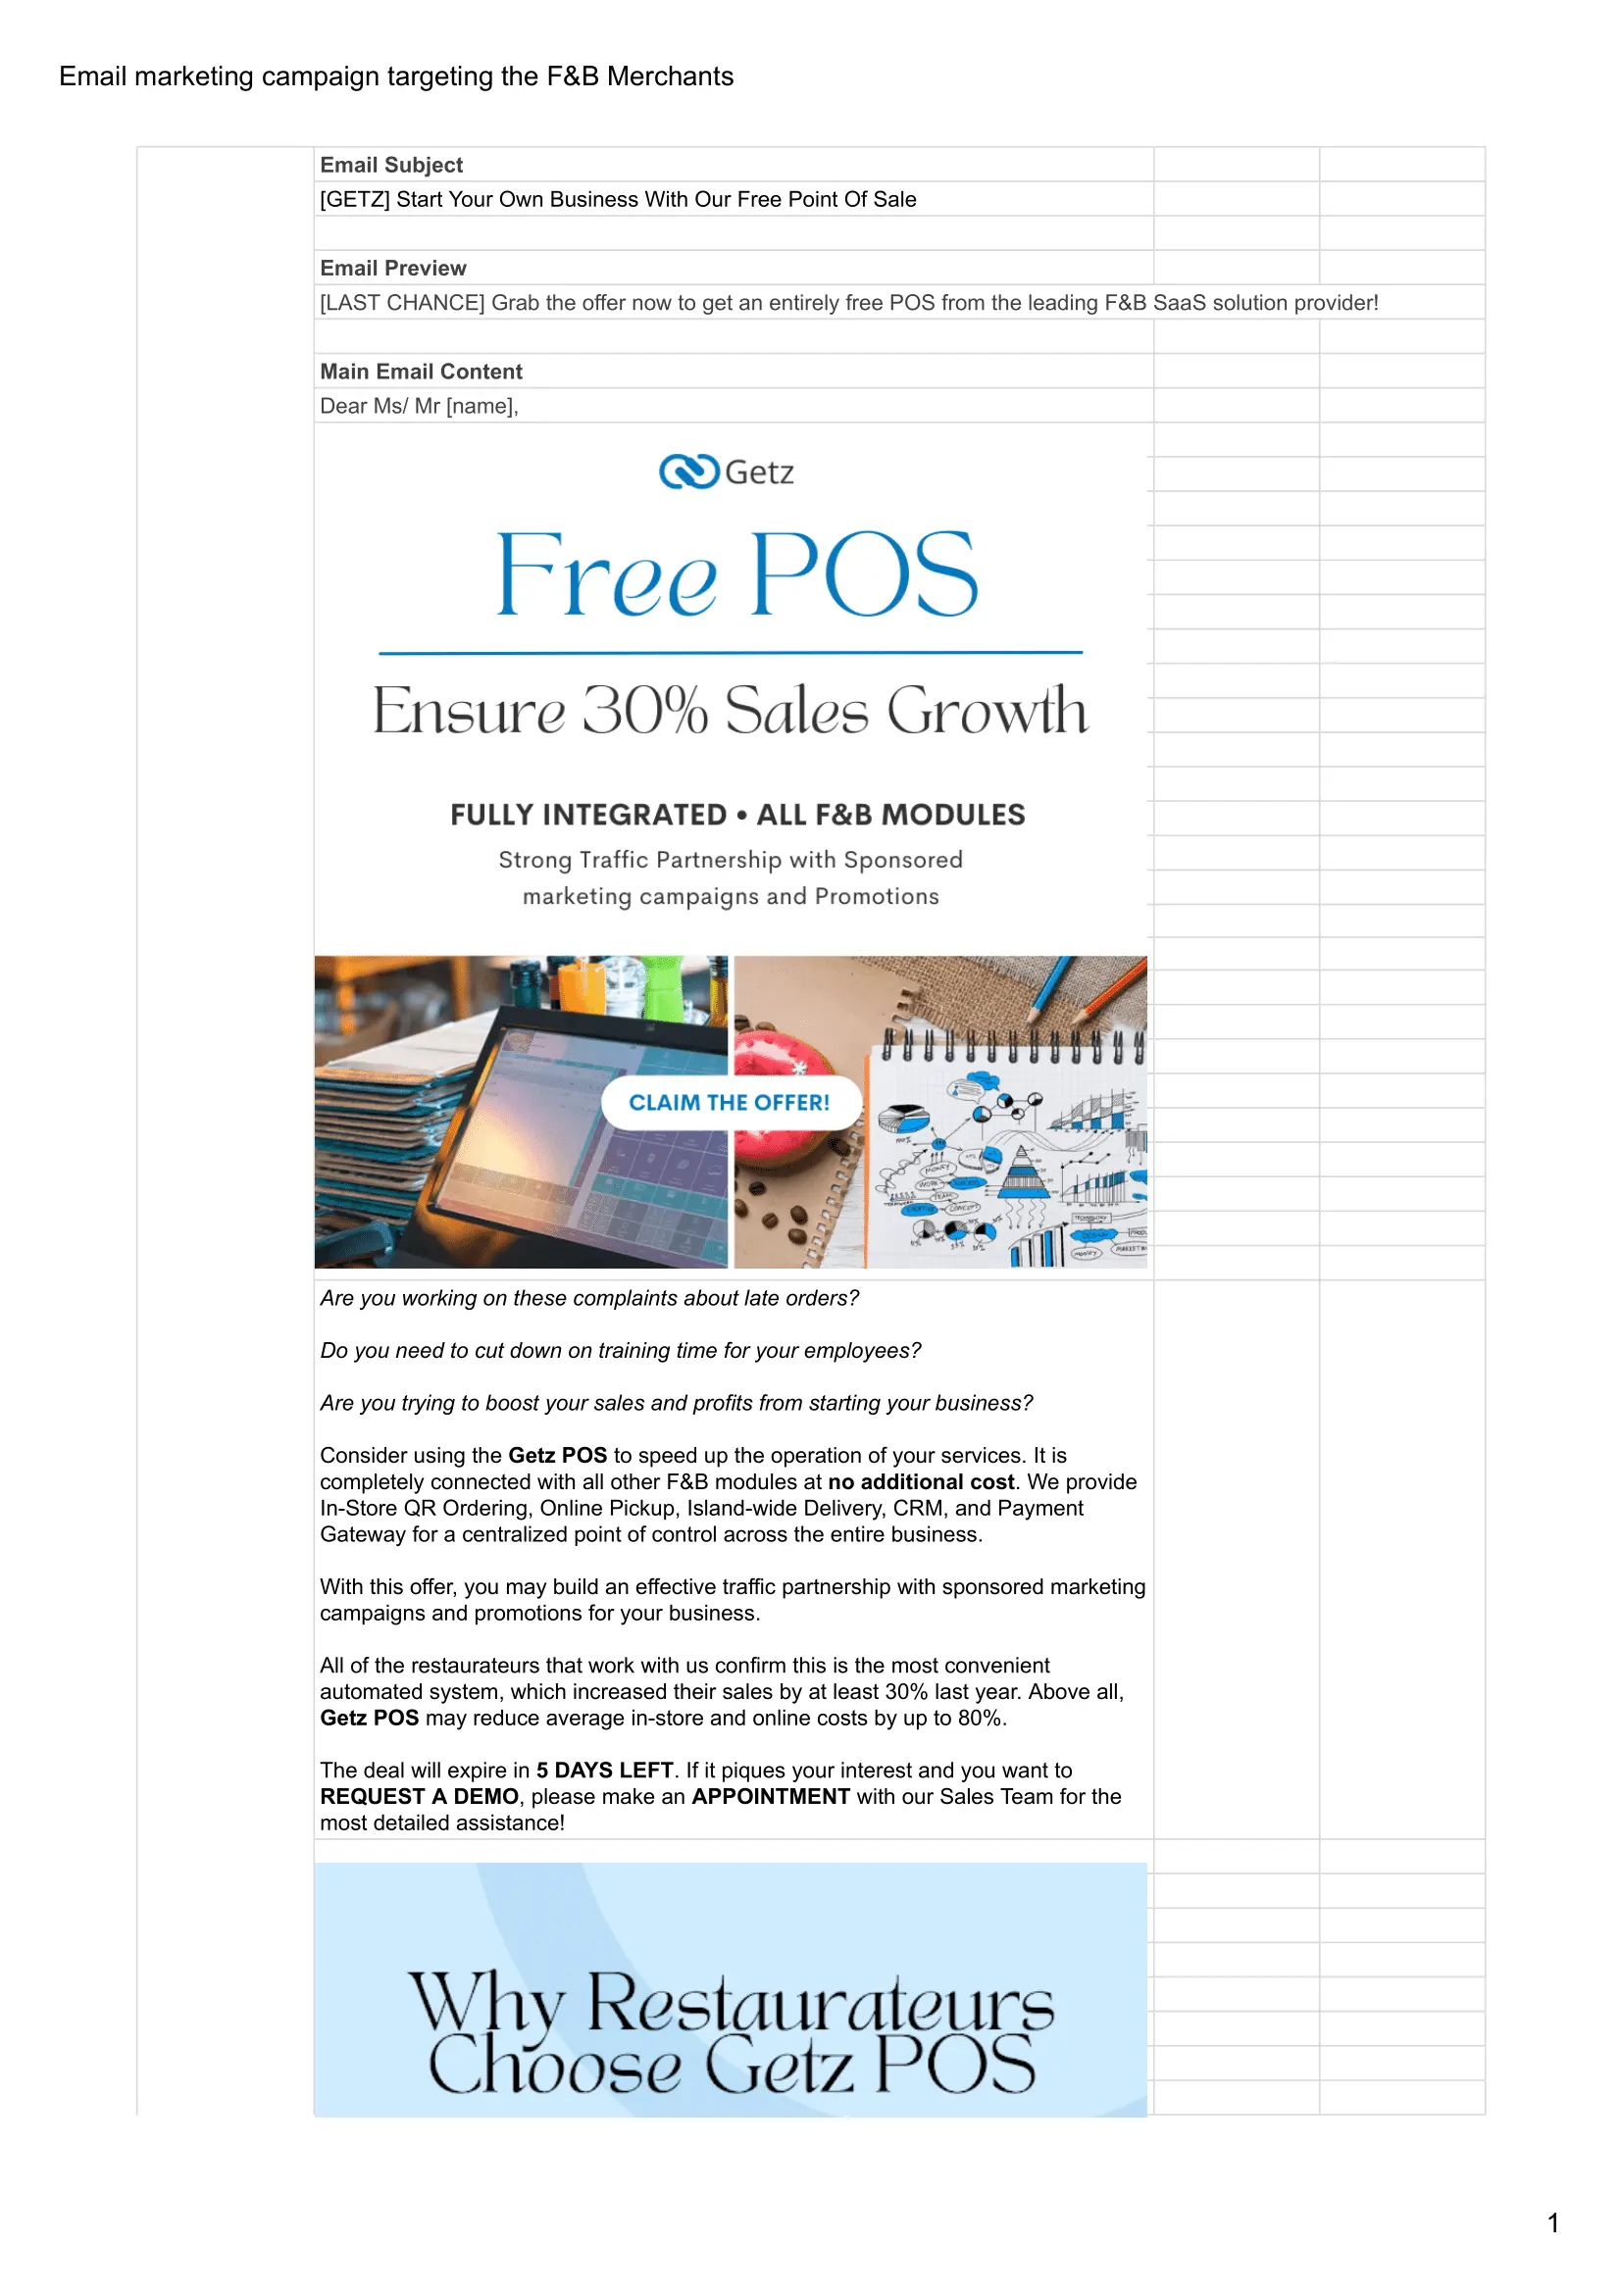 Email marketing campaign targeting the F&B Merchants
Email Subject
[GETZ] Start Your Own Business With Our Free Point Of Sale
Email Preview
[LAST CHANCE] Grab the offer now to get an entirely free POS from the leading F&B SaaS solution provider!
Main Email Content
Dear Ms/ Mr [name],
Getz
Free POS
Ensure 30% Sales Growth
FULLY INTEGRATED • ALL F&B MODULES
Strong Traffic Partnership with Sponsored
marketing campaigns and Promotions
CLAIM THE OFFER!
100%
MONEY
WORK
TEAM
CREATIVE
CONCEPT
TECHNOLOGY
MONEY
Are you working on these complaints about late orders?
Do you need to cut down on training time for your employees?
Are you trying to boost your sales and profits from starting your business?
Consider using the Getz POS to speed up the operation of your services. It is
completely connected with all other F&B modules at no additional cost. We provide
In-Store QR Ordering, Online Pickup, Island-wide Delivery, CRM, and Payment
Gateway for a centralized point of control across the entire business.
With this offer, you may build an effective traffic partnership with sponsored marketing
campaigns and promotions for your business.
All of the restaurateurs that work with us confirm this is the most convenient
automated system, which increased their sales by at least 30% last year. Above all,
Getz POS may reduce average in-store and online costs by up to 80%.
The deal will expire in 5 DAYS LEFT. If it piques your interest and you want to
REQUEST A DEMO, please make an APPOINTMENT with our Sales Team for the
most detailed assistance!
Why Restaurateurs
Choose Getz POS
1